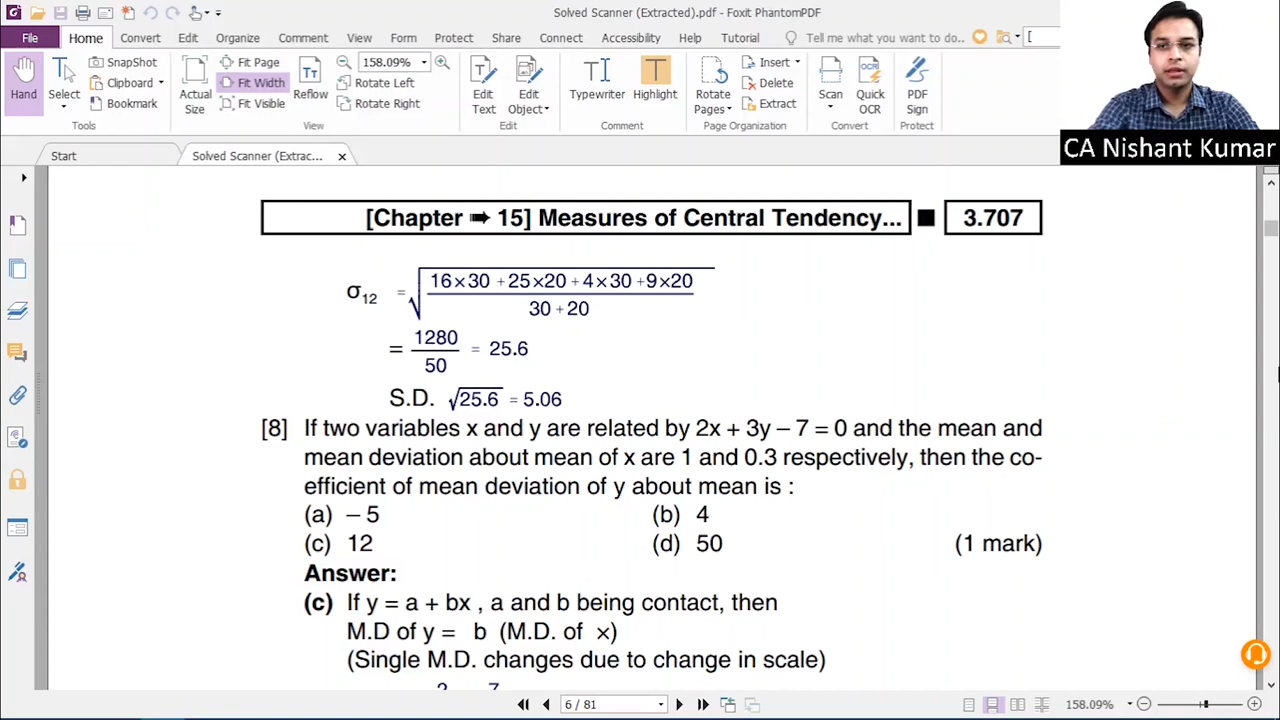 Solved Scanner (Extracted).pdf - Foxit PhantomPDF
File Home Convert Edit Organize Comment View Form Protect Share Connect Accessibility Help Tutorial Tell me what you want to do.. [
Hand Select SnapShot Clipboard Bookmark Tools
Actual Size Fit Page Fit Width Fit Visible Reflow 158.09% Rotate Left Rotate Right View
Edit Text Edit Object Edit
Typewriter Highlight Comment
Rotate Pages Insert Delete Extract Page Organization
Scan Quick OCR Convert
PDF Sign Protect
CA Nishant Kumar
Start Solved Scanner (Extrac... x
[Chapter ➠ 15] Measures of Central Tendency... ■ 3.707
σ12 = √ 16×30 +25×20 +4×30 +9×20 / 30 +20
= 1280 / 50 = 25.6
S.D. √25.6 = 5.06
[8] If two variables x and y are related by 2x + 3y – 7 = 0 and the mean and
mean deviation about mean of x are 1 and 0.3 respectively, then the co-
efficient of mean deviation of y about mean is :
(a) – 5 (b) 4
(c) 12 (d) 50 (1 mark)
Answer:
(c) If y = a + bx , a and b being contact, then
M.D of y = b (M.D. of ×)
(Single M.D. changes due to change in scale)
6 / 81 158.09%